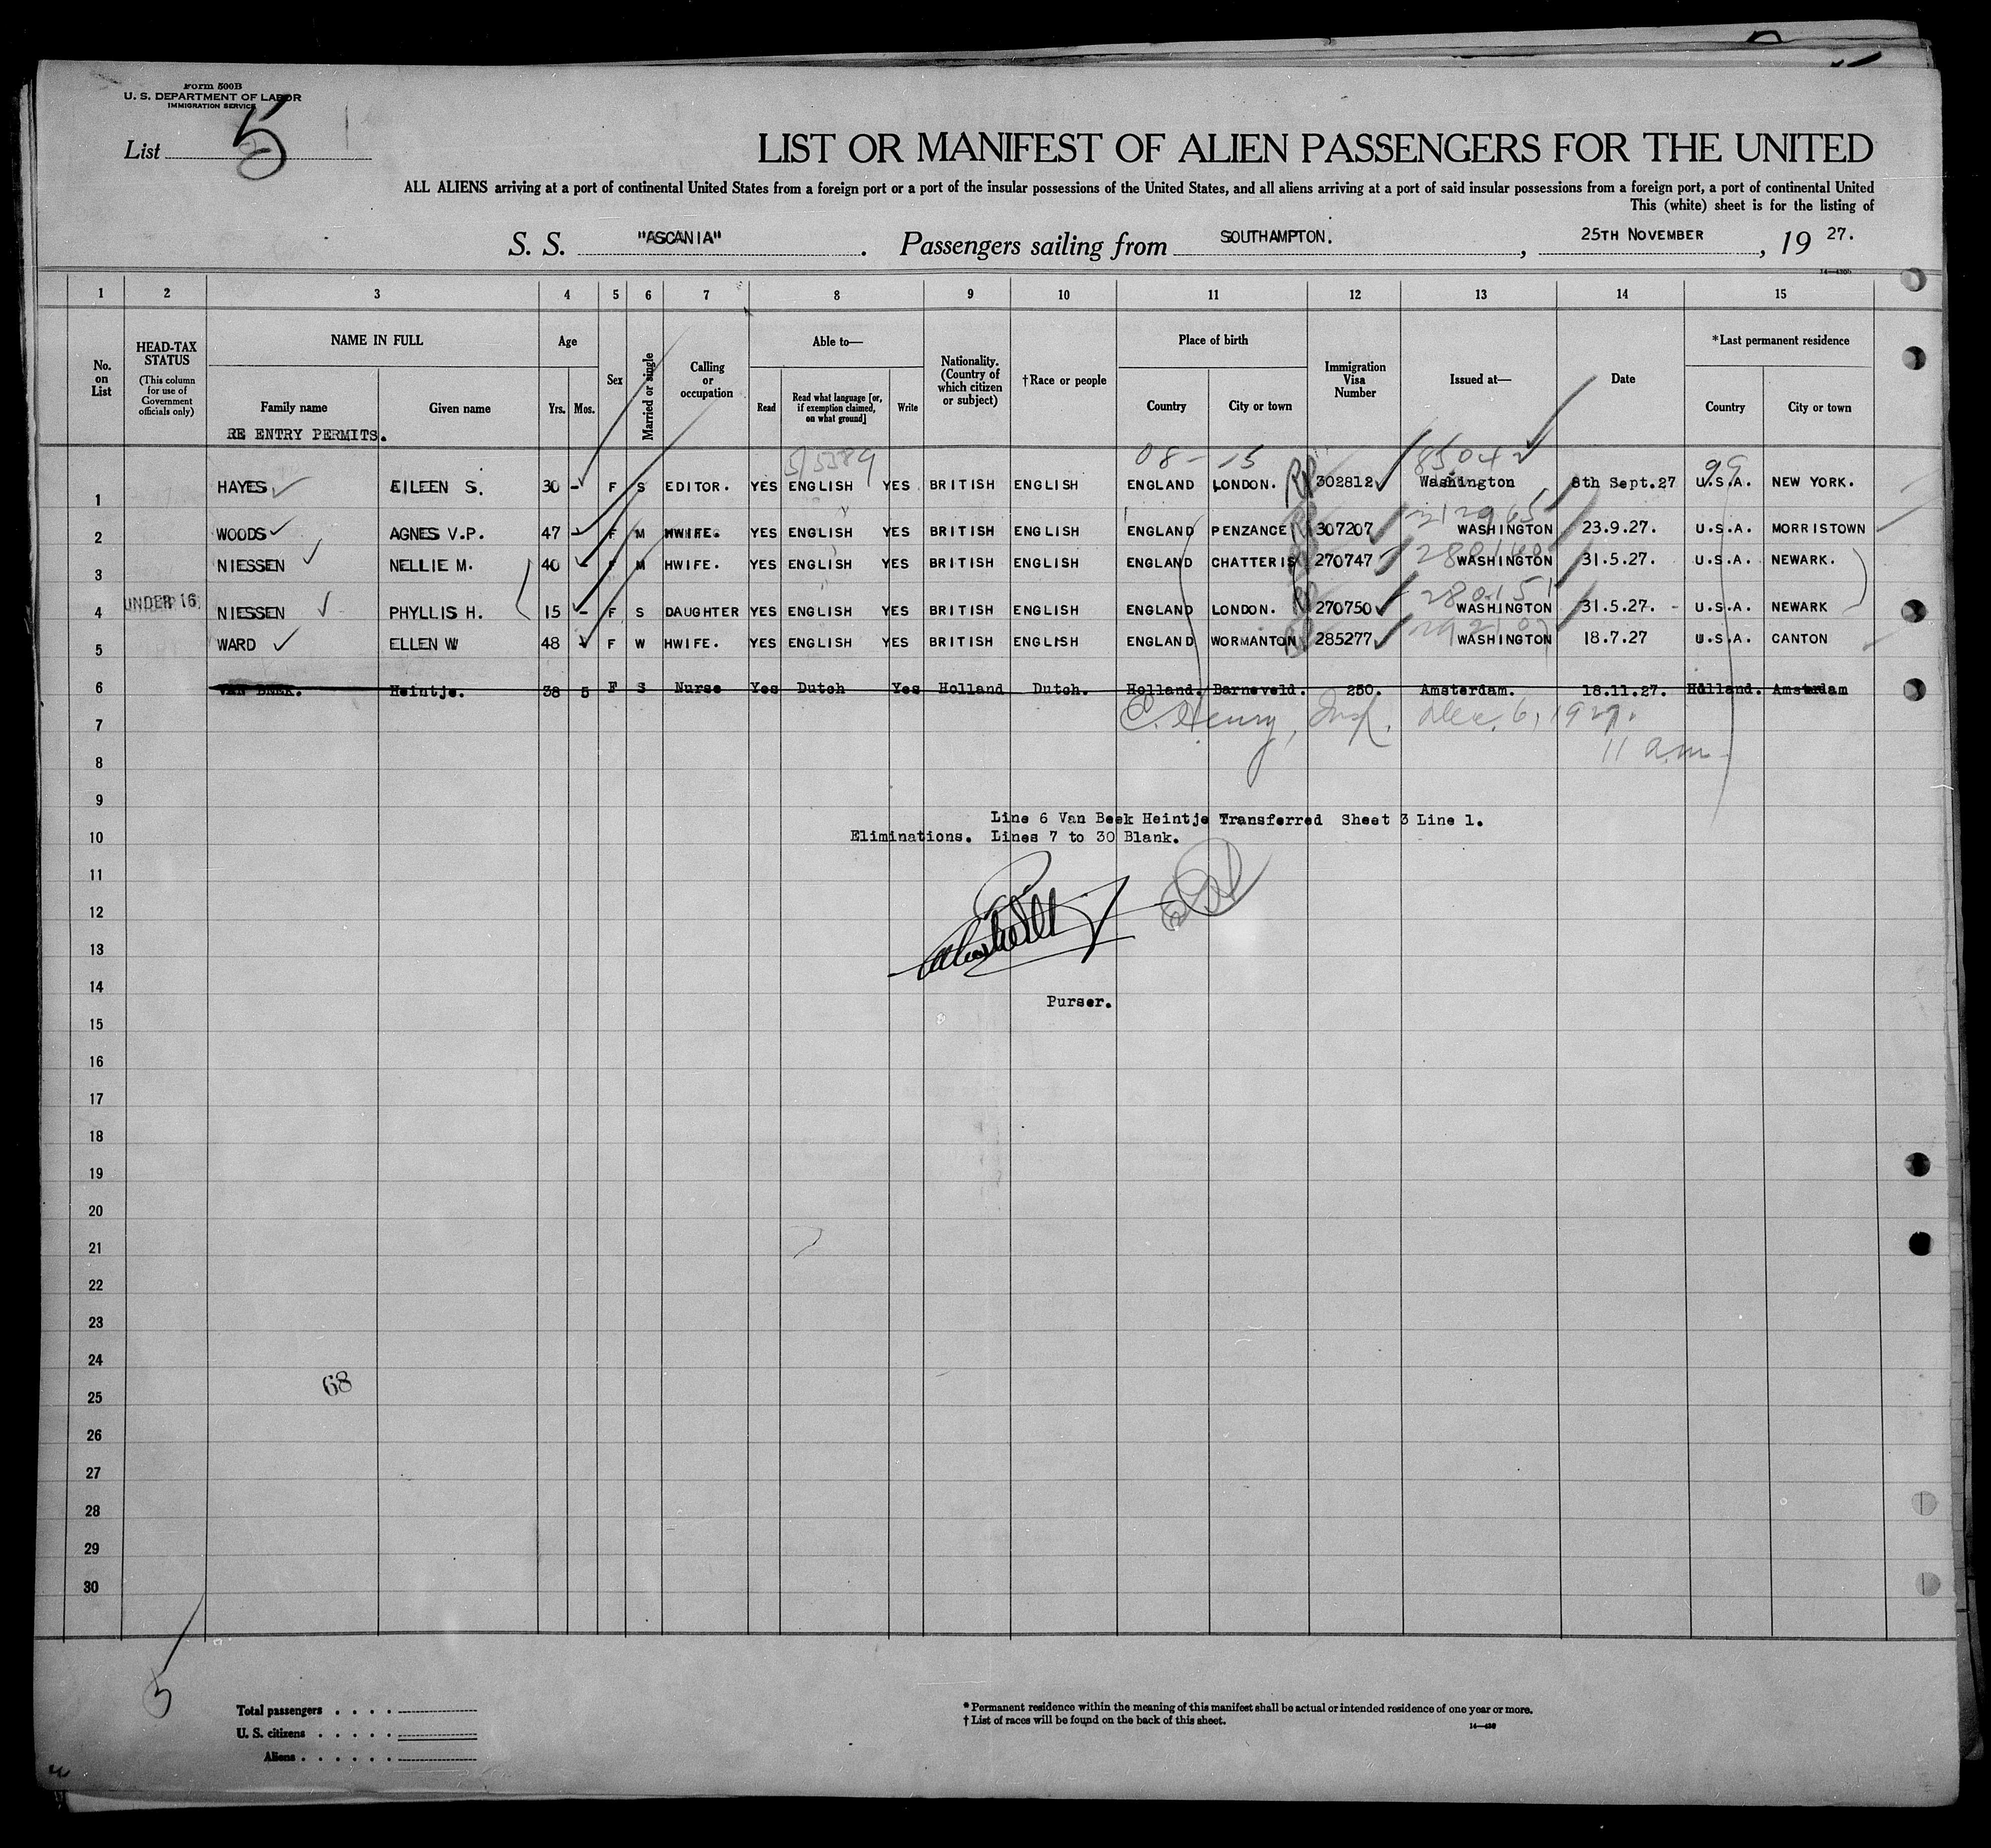 Form 500B
U. S. DEPARTMENT OF LABOR
IMMIGRATION SERVICE
List 5
LIST OR MANIFEST OF ALIEN PASSENGERS FOR THE UNITED
ALL ALIENS arriving at a port of continental United States from a foreign port or a port of the insular possessions of the United States, and all aliens arriving at a port of said insular possessions from a foreign port, a port of continental United
This (white) sheet is for the listing of
S. S. "ASCANIA". Passengers sailing from SOUTHAMPTON., 25TH NOVEMBER, 19 27.
1 2 3 4 5 6 7 8 9 10 11 12 13 14 15
No. on List
HEAD-TAX STATUS (This column for use of Government officials only)
NAME IN FULL Family name Given name
Age Yrs. Mos.
Sex
Married or single
Calling or occupation
Able to— Read Read what language [or, if exemption claimed, on what ground] Write
Nationality. (Country of which citizen or subject)
†Race or people
Place of birth Country City or town
Immigration Visa Number
Issued at—
Date
*Last permanent residence Country City or town
RE ENTRY PERMITS.
08 - 15 99
1 HAYES EILEEN S. 30 - F S EDITOR. YES ENGLISH YES BRITISH ENGLISH ENGLAND LONDON. 302812 Washington 8th Sept.27 U.S.A. NEW YORK.
2 WOODS AGNES V.P. 47 - F M HWIFE. YES ENGLISH YES BRITISH ENGLISH ENGLAND PENZANCE 307207 WASHINGTON 23.9.27. U.S.A. MORRISTOWN
3 NIESSEN NELLIE M. 40 F M HWIFE. YES ENGLISH YES BRITISH ENGLISH ENGLAND CHATTERIS 270747 WASHINGTON 31.5.27. U.S.A. NEWARK.
280151
4 UNDER 16 NIESSEN PHYLLIS H. 15 - F S DAUGHTER YES ENGLISH YES BRITISH ENGLISH ENGLAND LONDON. 270750 WASHINGTON 31.5.27. - U.S.A. NEWARK
5 WARD ELLEN W 48 F W HWIFE. YES ENGLISH YES BRITISH ENGLISH ENGLAND WORMANTON 285277 WASHINGTON 18.7.27 U.S.A. CANTON
6 VAN BEEK. Heintje. 38 5 F S Nurse Yes Dutch Yes Holland Dutch. Holland. Barneveld. 250. Amsterdam. 18.11.27. Holland. Amsterdam
7 Henry, Insp. Dec. 6, 1927.
8 11 a.m.
9
Line 6 Van Beek Heintje Transferred Sheet 3 Line 1.
10 Eliminations. Lines 7 to 30 Blank.
11
12
13
14
Purser.
15
16
17
18
19
20
21
22
23
24
68
25
26
27
28
29
30
5
Total passengers
U. S. citizens
Aliens
* Permanent residence within the meaning of this manifest shall be actual or intended residence of one year or more.
† List of races will be found on the back of this sheet.